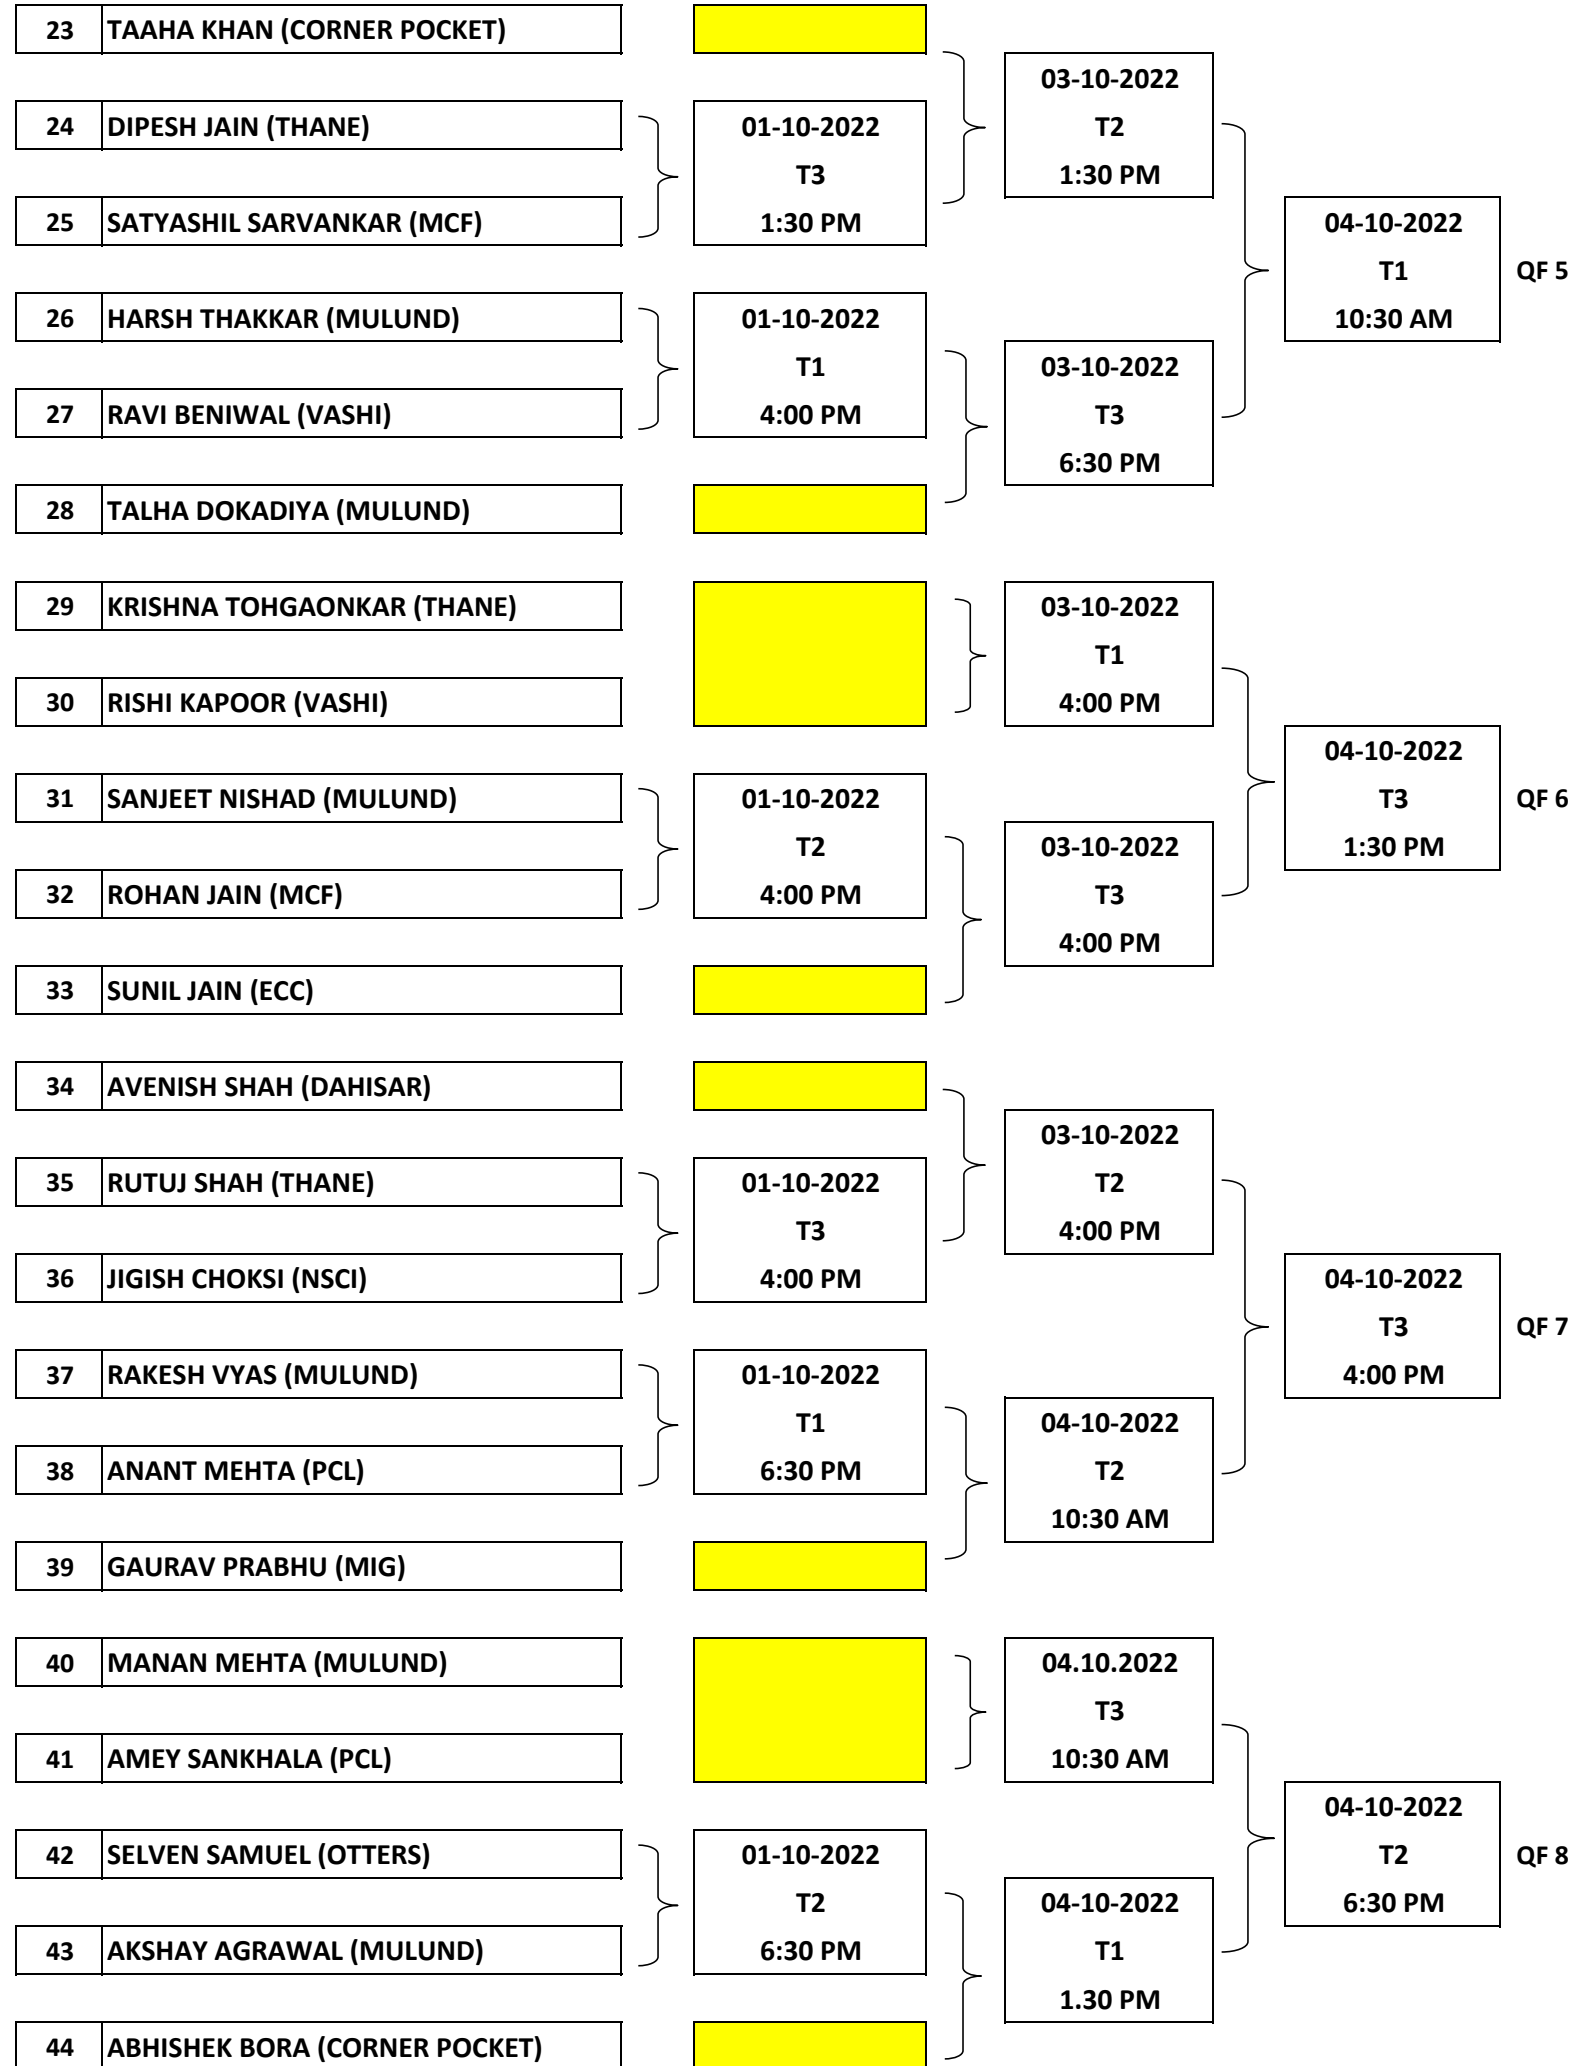 23 TAAHA KHAN (CORNER POCKET)
03-10-2022
24 DIPESH JAIN (THANE) 01-10-2022 T2
T3 1:30 PM
25 SATYASHIL SARVANKAR (MCF) 1:30 PM 04-10-2022
T1 QF 5
26 HARSH THAKKAR (MULUND) 01-10-2022 10:30 AM
T1 03-10-2022
27 RAVI BENIWAL (VASHI) 4:00 PM T3
6:30 PM
28 TALHA DOKADIYA (MULUND)
29 KRISHNA TOHGAONKAR (THANE) 03-10-2022
T1
30 RISHI KAPOOR (VASHI) 4:00 PM
04-10-2022
31 SANJEET NISHAD (MULUND) 01-10-2022 T3 QF 6
T2 03-10-2022 1:30 PM
32 ROHAN JAIN (MCF) 4:00 PM T3
4:00 PM
33 SUNIL JAIN (ECC)
34 AVENISH SHAH (DAHISAR)
03-10-2022
35 RUTUJ SHAH (THANE) 01-10-2022 T2
T3 4:00 PM
36 JIGISH CHOKSI (NSCI) 4:00 PM 04-10-2022
T3 QF 7
37 RAKESH VYAS (MULUND) 01-10-2022 4:00 PM
T1 04-10-2022
38 ANANT MEHTA (PCL) 6:30 PM T2
10:30 AM
39 GAURAV PRABHU (MIG)
40 MANAN MEHTA (MULUND) 04.10.2022
T3
41 AMEY SANKHALA (PCL) 10:30 AM
04-10-2022
42 SELVEN SAMUEL (OTTERS) 01-10-2022 T2 QF 8
T2 04-10-2022 6:30 PM
43 AKSHAY AGRAWAL (MULUND) 6:30 PM T1
1.30 PM
44 ABHISHEK BORA (CORNER POCKET)